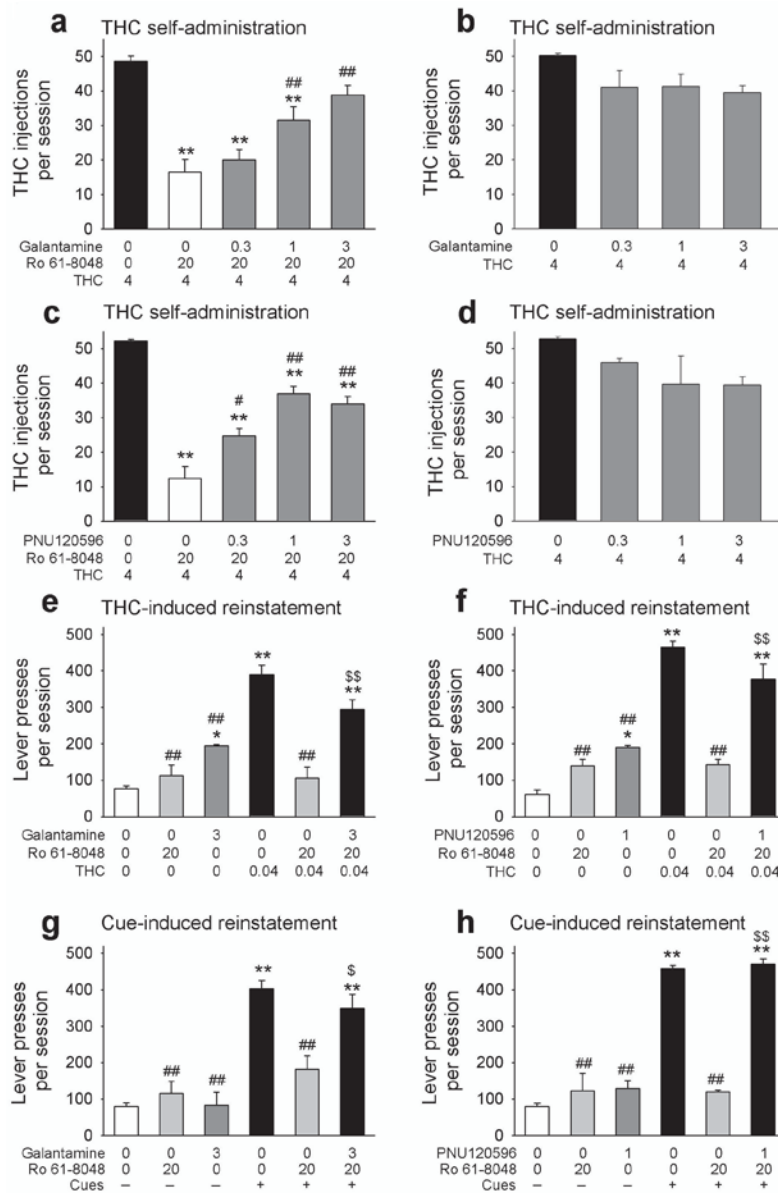 a THC self-administration
THC injections
per session
50
40
30
20
10
0
** ** ## ** ##
Galantamine 0 0 0.3 1 3
Ro 61-8048 0 20 20 20 20
THC 4 4 4 4 4
b THC self-administration
THC injections
per session
50
40
30
20
10
0
Galantamine 0 0.3 1 3
THC 4 4 4 4
c THC self-administration
THC injections
per session
50
40
30
20
10
0
** # ** ## ** ## **
PNU120596 0 0 0.3 1 3
Ro 61-8048 0 20 20 20 20
THC 4 4 4 4 4
d THC self-administration
THC injections
per session
50
40
30
20
10
0
PNU120596 0 0.3 1 3
THC 4 4 4 4
e THC-induced reinstatement
Lever presses
per session
500
400
300
200
100
0
## ## * ** ## $$ **
Galantamine 0 0 3 0 0 3
Ro 61-8048 0 20 0 0 20 20
THC 0 0 0 0.04 0.04 0.04
f THC-induced reinstatement
Lever presses
per session
500
400
300
200
100
0
## ## * ** ## $$ **
PNU120596 0 0 1 0 0 1
Ro 61-8048 0 20 0 0 20 20
THC 0 0 0 0.04 0.04 0.04
g Cue-induced reinstatement
Lever presses
per session
500
400
300
200
100
0
## ## ** ## $ **
Galantamine 0 0 3 0 0 3
Ro 61-8048 0 20 0 0 20 20
Cues – – – + + +
h Cue-induced reinstatement
Lever presses
per session
500
400
300
200
100
0
## ## ** ## $$ **
PNU120596 0 0 1 0 0 1
Ro 61-8048 0 20 0 0 20 20
Cues – – – + + +